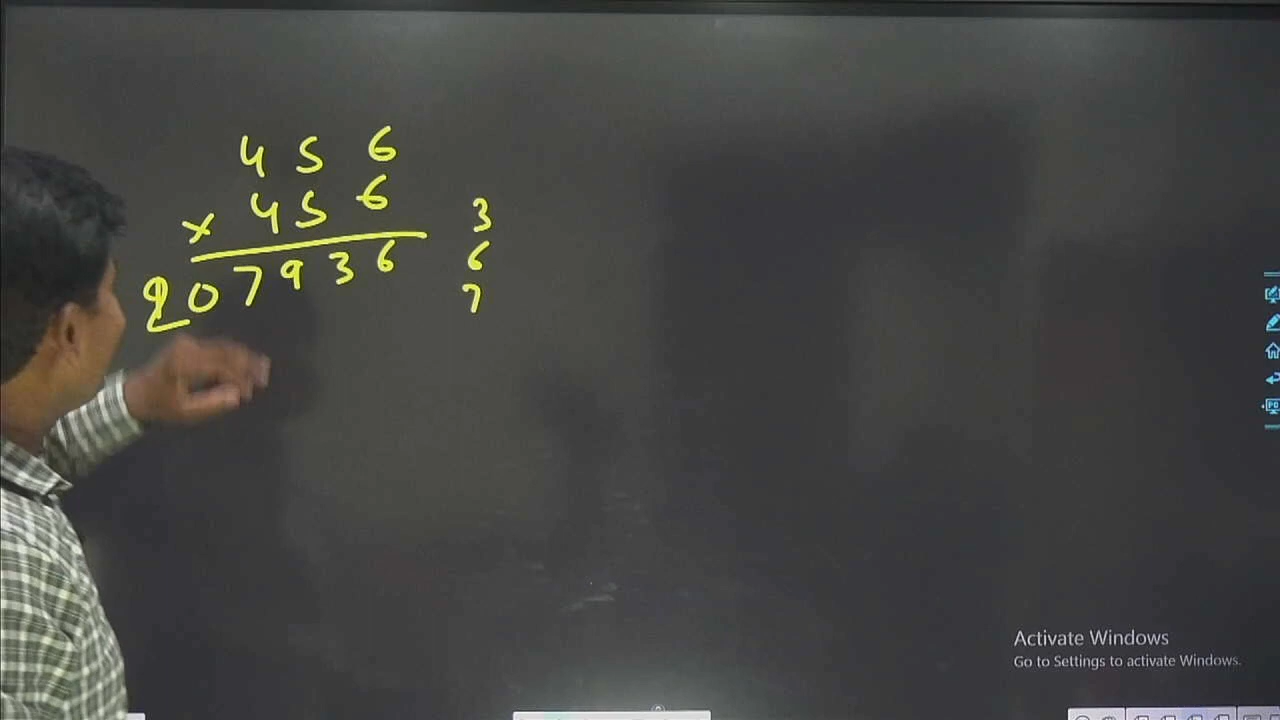 4 5 6
x 4 5 6
2 0 7 9 3 6
3
6
7
Activate Windows
Go to Settings to activate Windows.